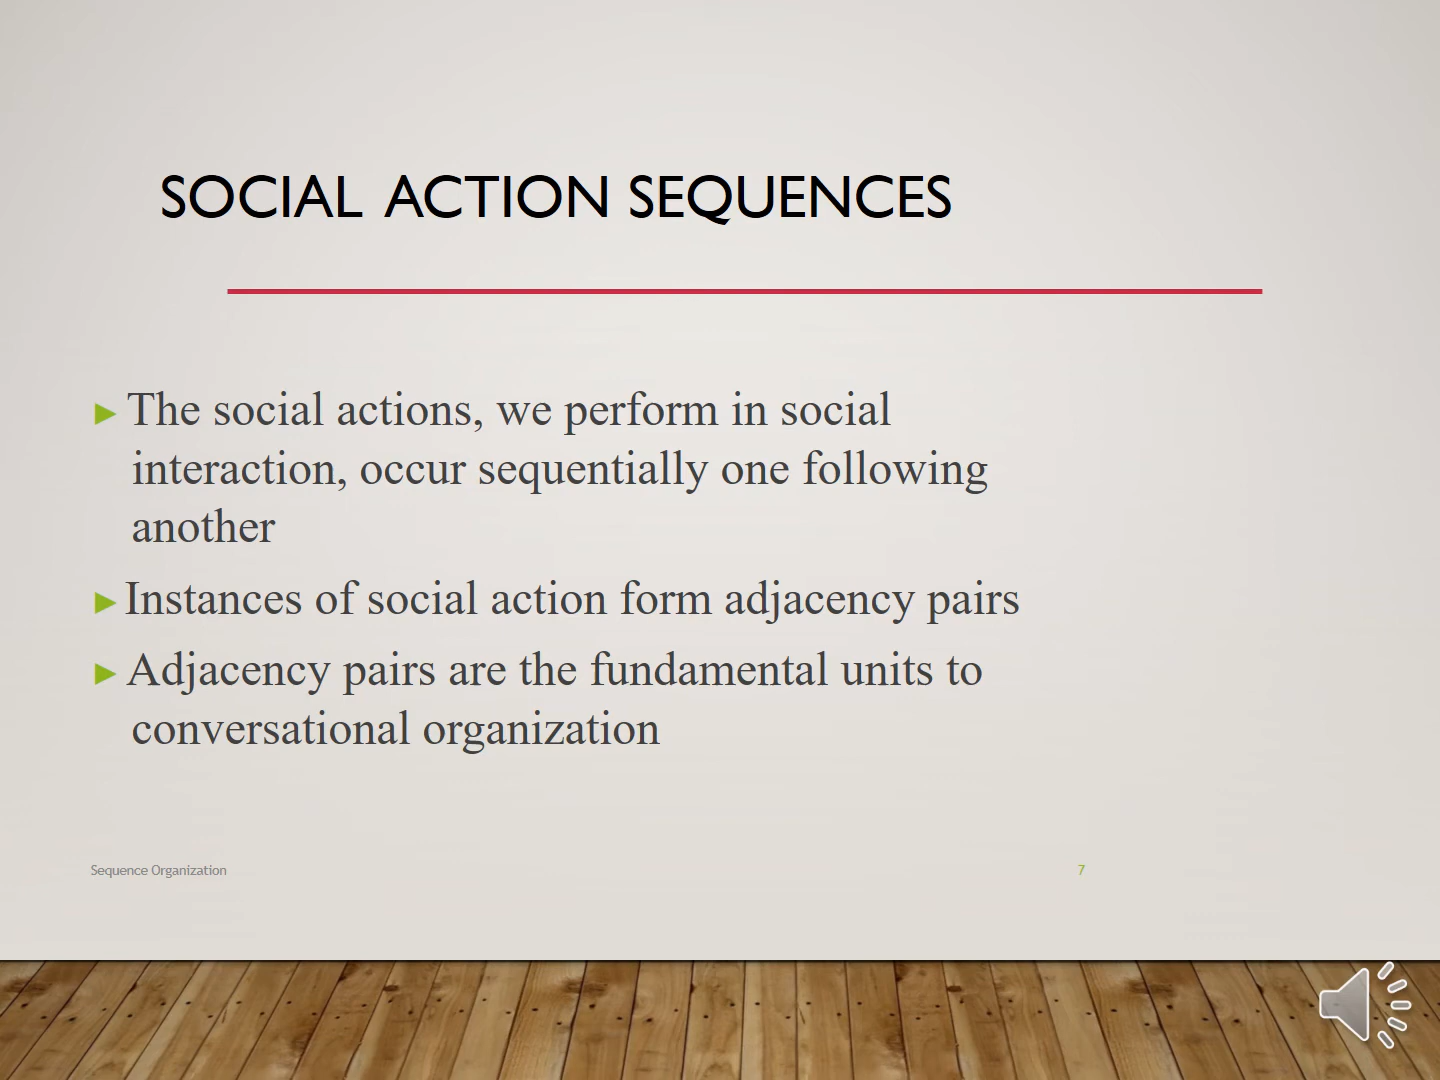 SOCIAL ACTION SEQUENCES
► The social actions, we perform in social
interaction, occur sequentially one following
another
► Instances of social action form adjacency pairs
► Adjacency pairs are the fundamental units to
conversational organization
Sequence Organization
7